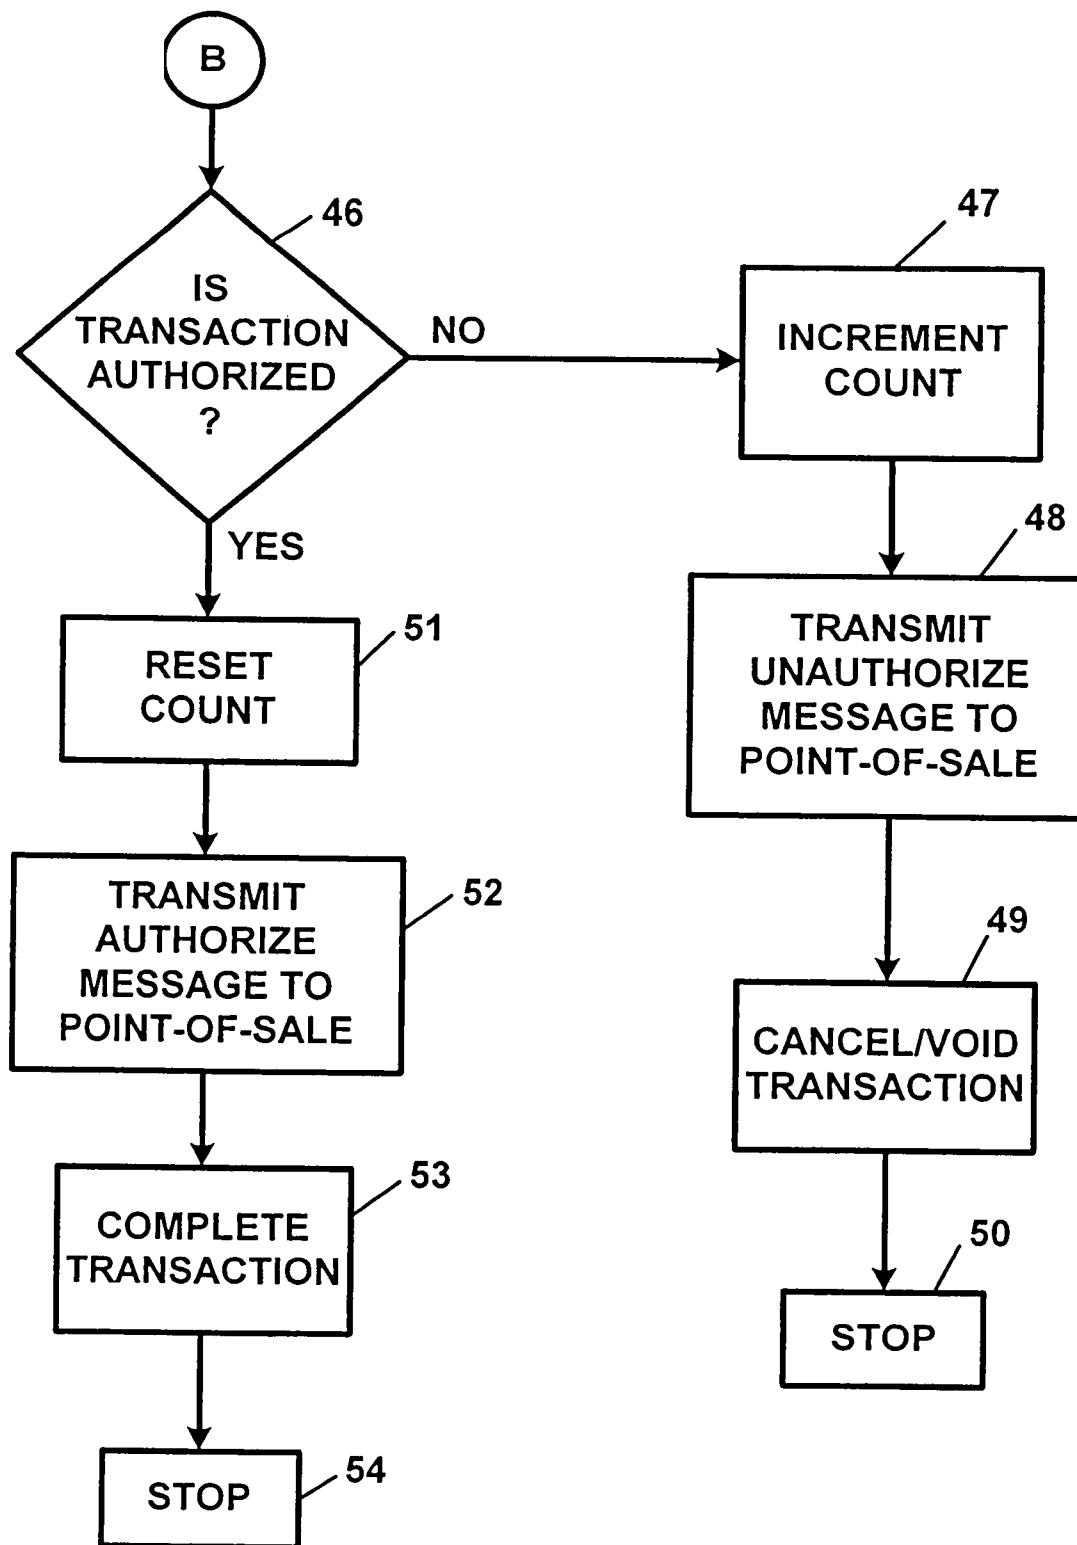 B
46
IS
TRANSACTION
AUTHORIZED
?
NO
YES
47
INCREMENT
COUNT
48
TRANSMIT
UNAUTHORIZE
MESSAGE TO
POINT-OF-SALE
49
CANCEL/VOID
TRANSACTION
50
STOP
51
RESET
COUNT
52
TRANSMIT
AUTHORIZE
MESSAGE TO
POINT-OF-SALE
53
COMPLETE
TRANSACTION
54
STOP